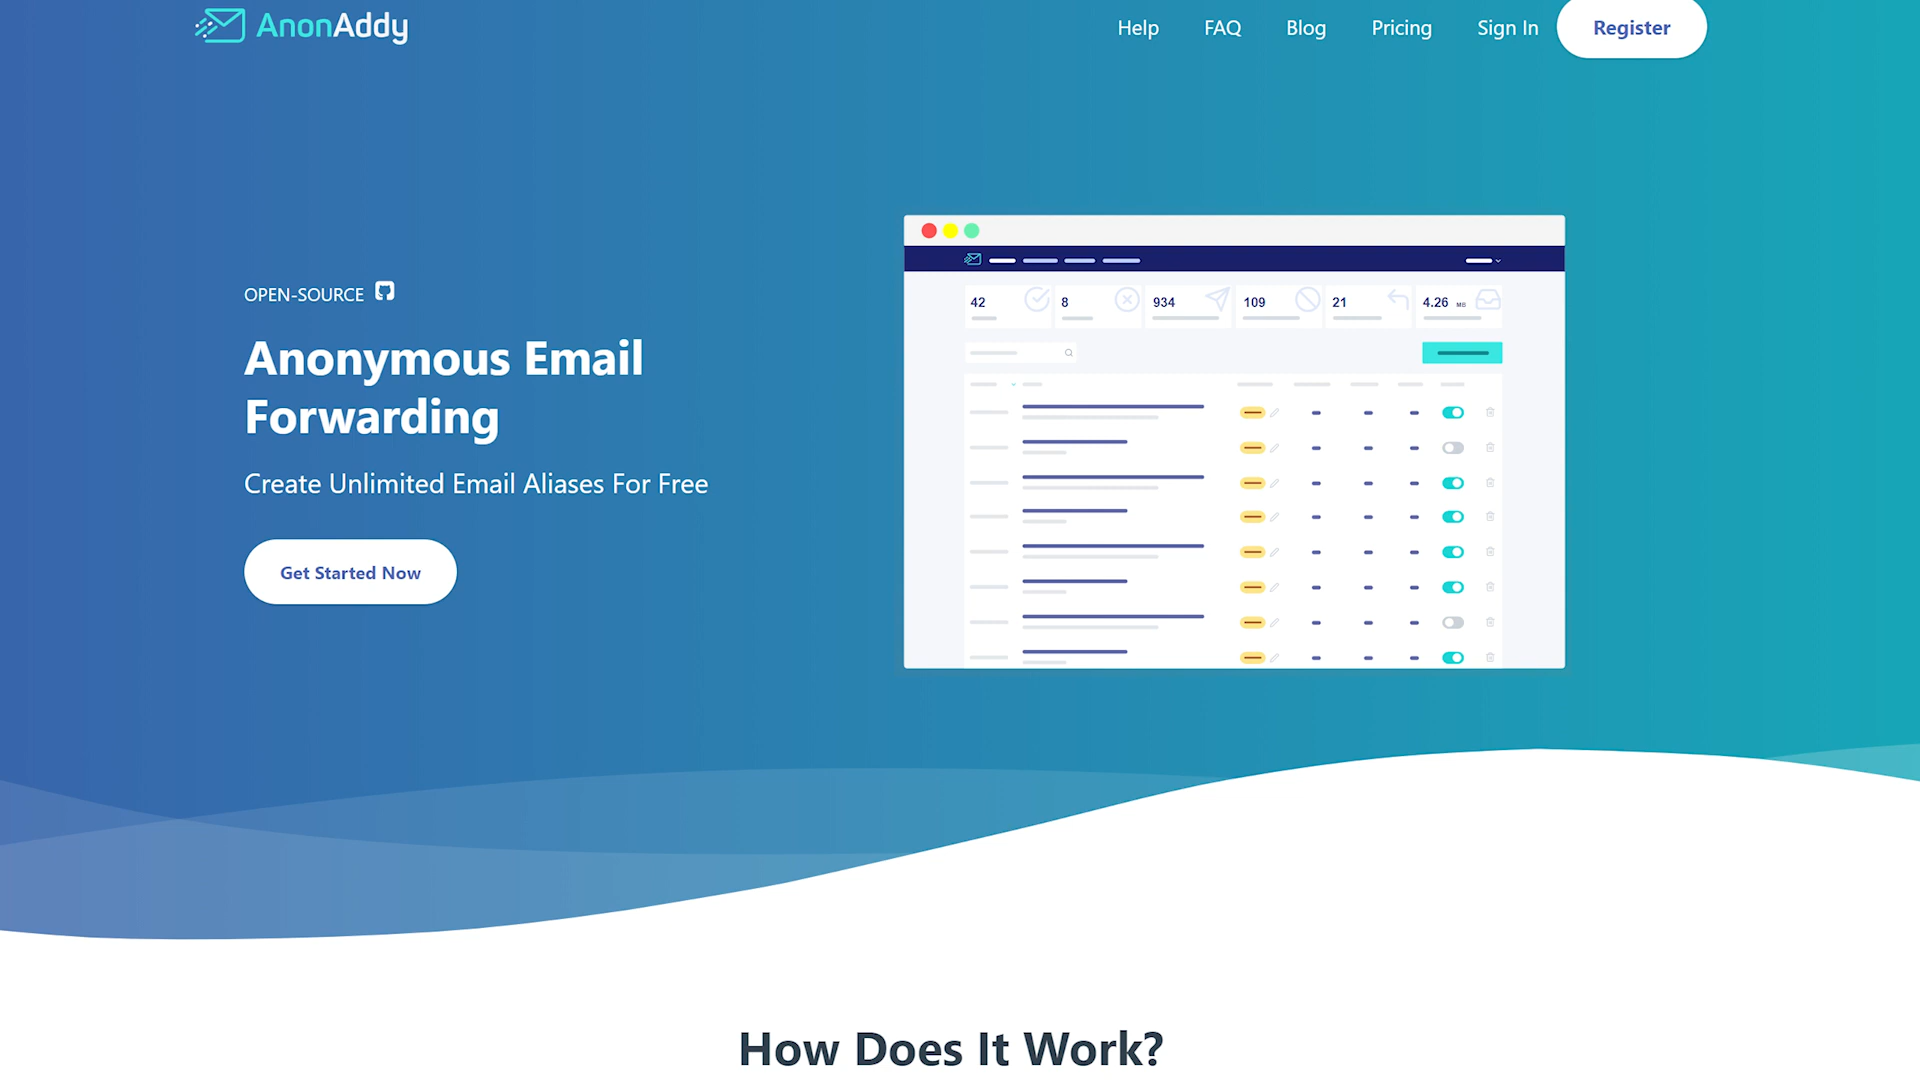 AnonAddy
Help FAQ Blog Pricing Sign In Register
OPEN-SOURCE
Anonymous Email
Forwarding
Create Unlimited Email Aliases For Free
Get Started Now
42 8 934 109 21 4.26 MB
How Does It Work?